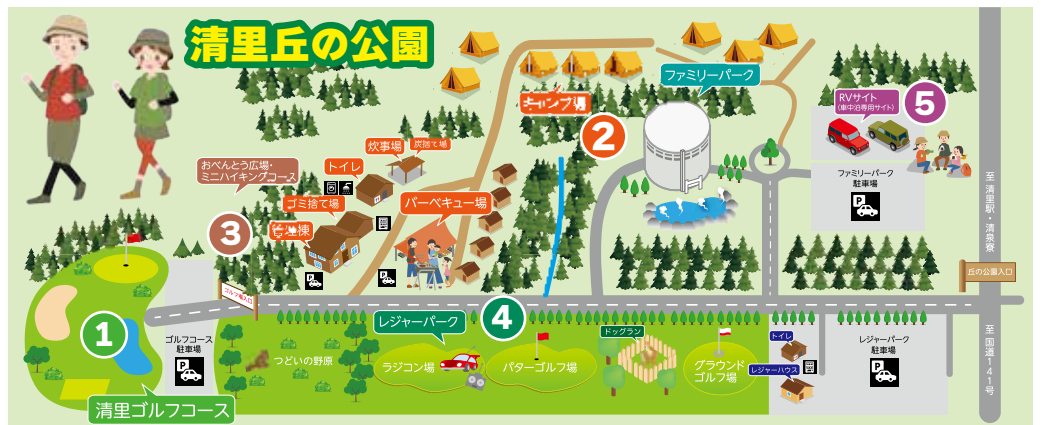 清里丘の公園
ファミリーパーク
キャンプ場
2
RVサイト
(車中泊専用サイト)
5
炊事場
炭捨て場
おべんとう広場・
ミニハイキングコース
トイレ
ゴミ捨て場
バーベキュー場
管理棟
3
ファミリーパーク
駐車場
P
至 清里駅・清泉寮
丘の公園入口
ゴルフ場入口
P
P
1
ゴルフコース
駐車場
P
清里ゴルフコース
レジャーパーク
4
つどいの野原
ラジコン場
パターゴルフ場
ドッグラン
グラウンド
ゴルフ場
トイレ
レジャーハウス
レジャーパーク
駐車場
P
至 国道141号